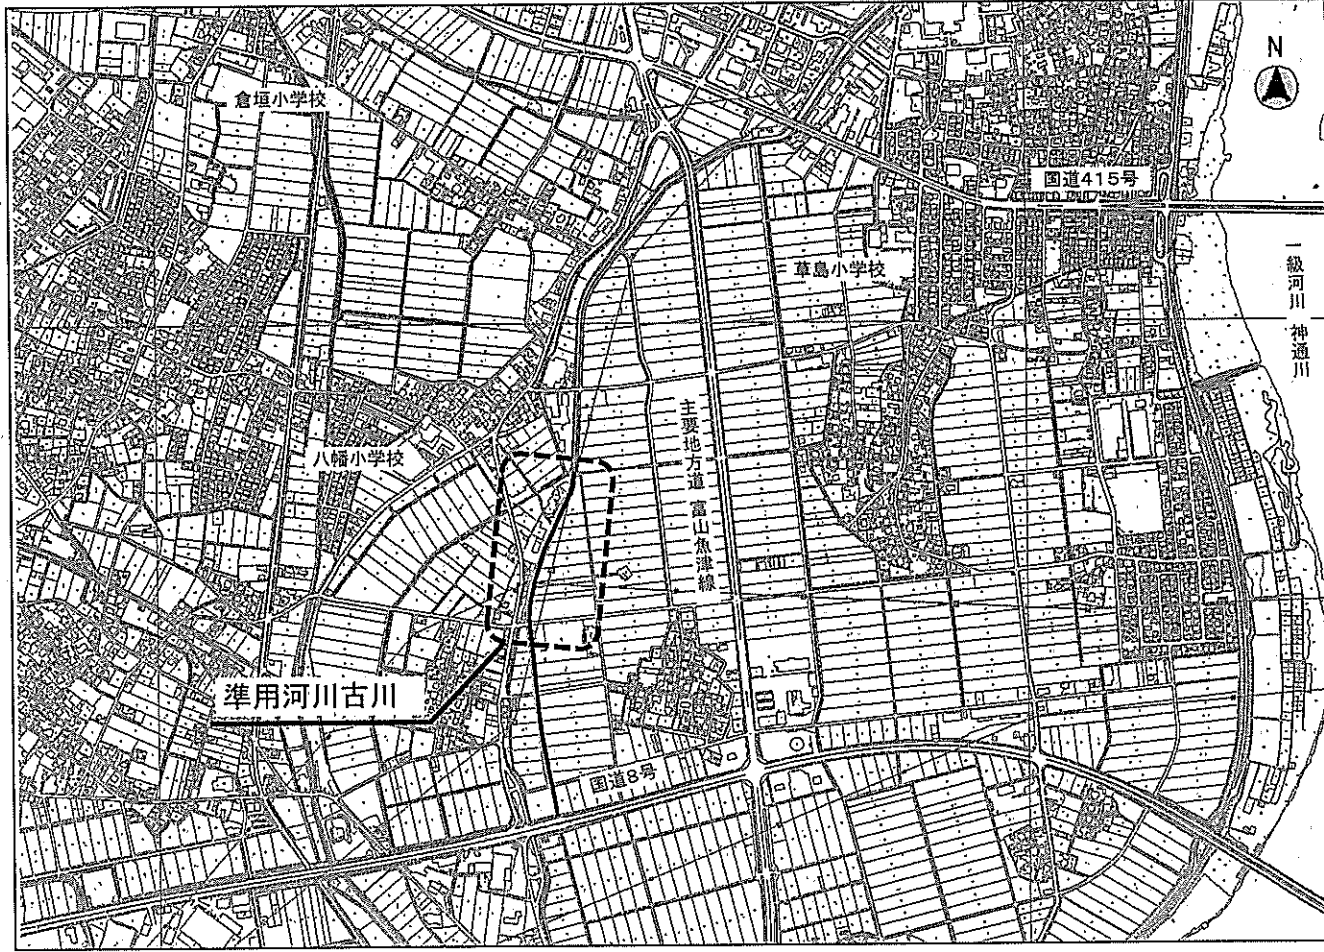 倉垣小学校
N
国道415号
一級河川 神通川
草島小学校
主要地方道 富山魚津線
八幡小学校
準用河川古川
国道8号